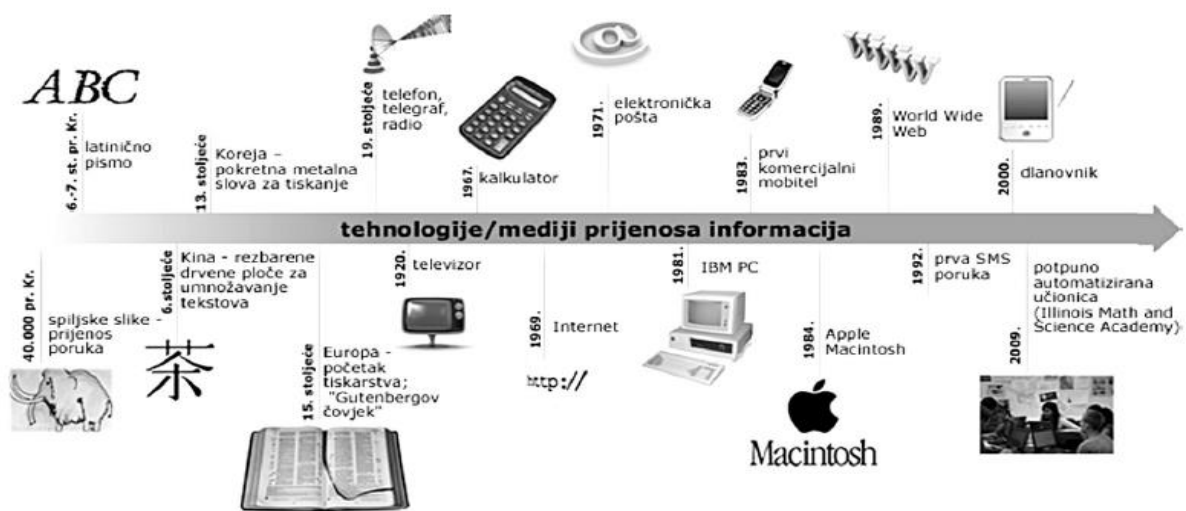 ABC
6.-7. st. pr. Kr.
latinično
pismo
13. stoljeće
Koreja –
pokretna metalna
slova za tiskanje
19. stoljeće
telefon,
telegraf,
radio
1967.
kalkulator
1971.
elektronička
pošta
1983.
prvi
komercijalni
mobitel
WWW
1989.
World Wide
Web
2000.
dlanovnik
tehnologije/mediji prijenosa informacija
40.000 pr. Kr.
spiljske slike -
prijenos
poruka
6.stoljeće
Kina - rezbarene
drvene ploče za
umnožavanje
tekstova
茶
15. stoljeće
Europa -
početak
tiskarstva;
"Gutenbergov
čovjek"
1920.
televizor
1969.
Internet
http://
1981.
IBM PC
1984.
Apple
Macintosh
Macintosh
1992.
prva SMS
poruka
2009.
potpuno
automatizirana
učionica
(Illinois Math and
Science Academy)